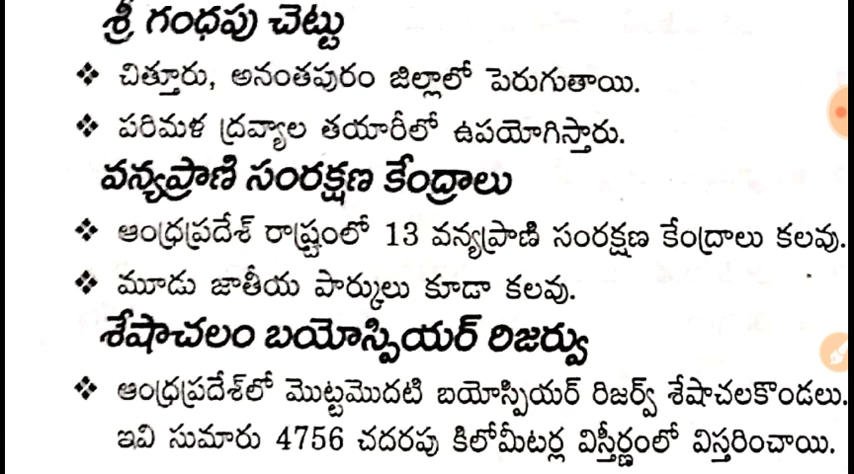 శ్రీ గంధపు చెట్టు
❖ చిత్తూరు, అనంతపురం జిల్లాలో పెరుగుతాయి.
❖ పరిమళ ద్రవ్యాల తయారీలో ఉపయోగిస్తారు.
వన్యప్రాణి సంరక్షణ కేంద్రాలు
❖ ఆంధ్రప్రదేశ్ రాష్ట్రంలో 13 వన్యప్రాణి సంరక్షణ కేంద్రాలు కలవు.
❖ మూడు జాతీయ పార్కులు కూడా కలవు.
శేషాచలం బయోస్పియర్ రిజర్వు
❖ ఆంధ్రప్రదేశ్‌లో మొట్టమొదటి బయోస్పియర్ రిజర్వ్ శేషాచలకొండలు.
ఇవి సుమారు 4756 చదరపు కిలోమీటర్ల విస్తీర్ణంలో విస్తరించాయి.